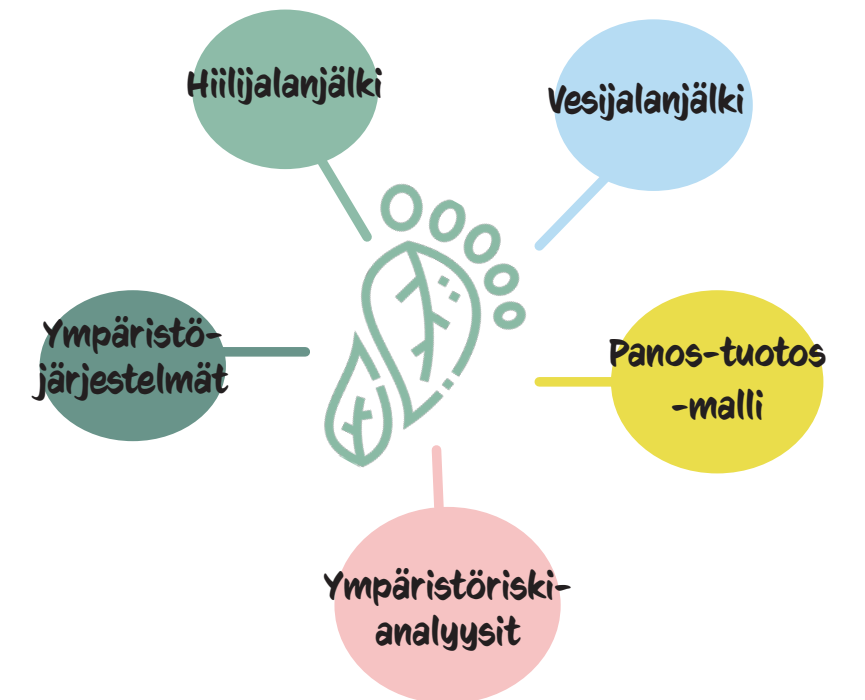 Hiilijalanjälki
Vesijalanjälki
Ympäristö-
järjestelmät
Panos-tuotos
-malli
Ympäristöriski-
analyysit